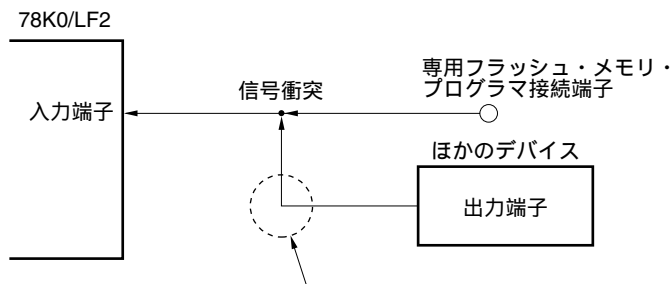 78K0/LF2
入力端子
信号衝突
専用フラッシュ・メモリ・
プログラマ接続端子
ほかのデバイス
出力端子